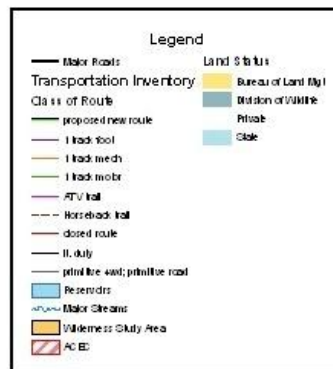 Legend
Major Roads
Transportation Inventory
Class of Route
proposed new route
1 track foot
1 track mech
1 track motor
ATV trail
Horseback trail
closed route
lt. duty
primitive 4wd; primitive road
Reservoirs
Major Streams
Wilderness Study Area
ACEC
Land Status
Bureau of Land Mgt
Division of Wildlife
Private
State